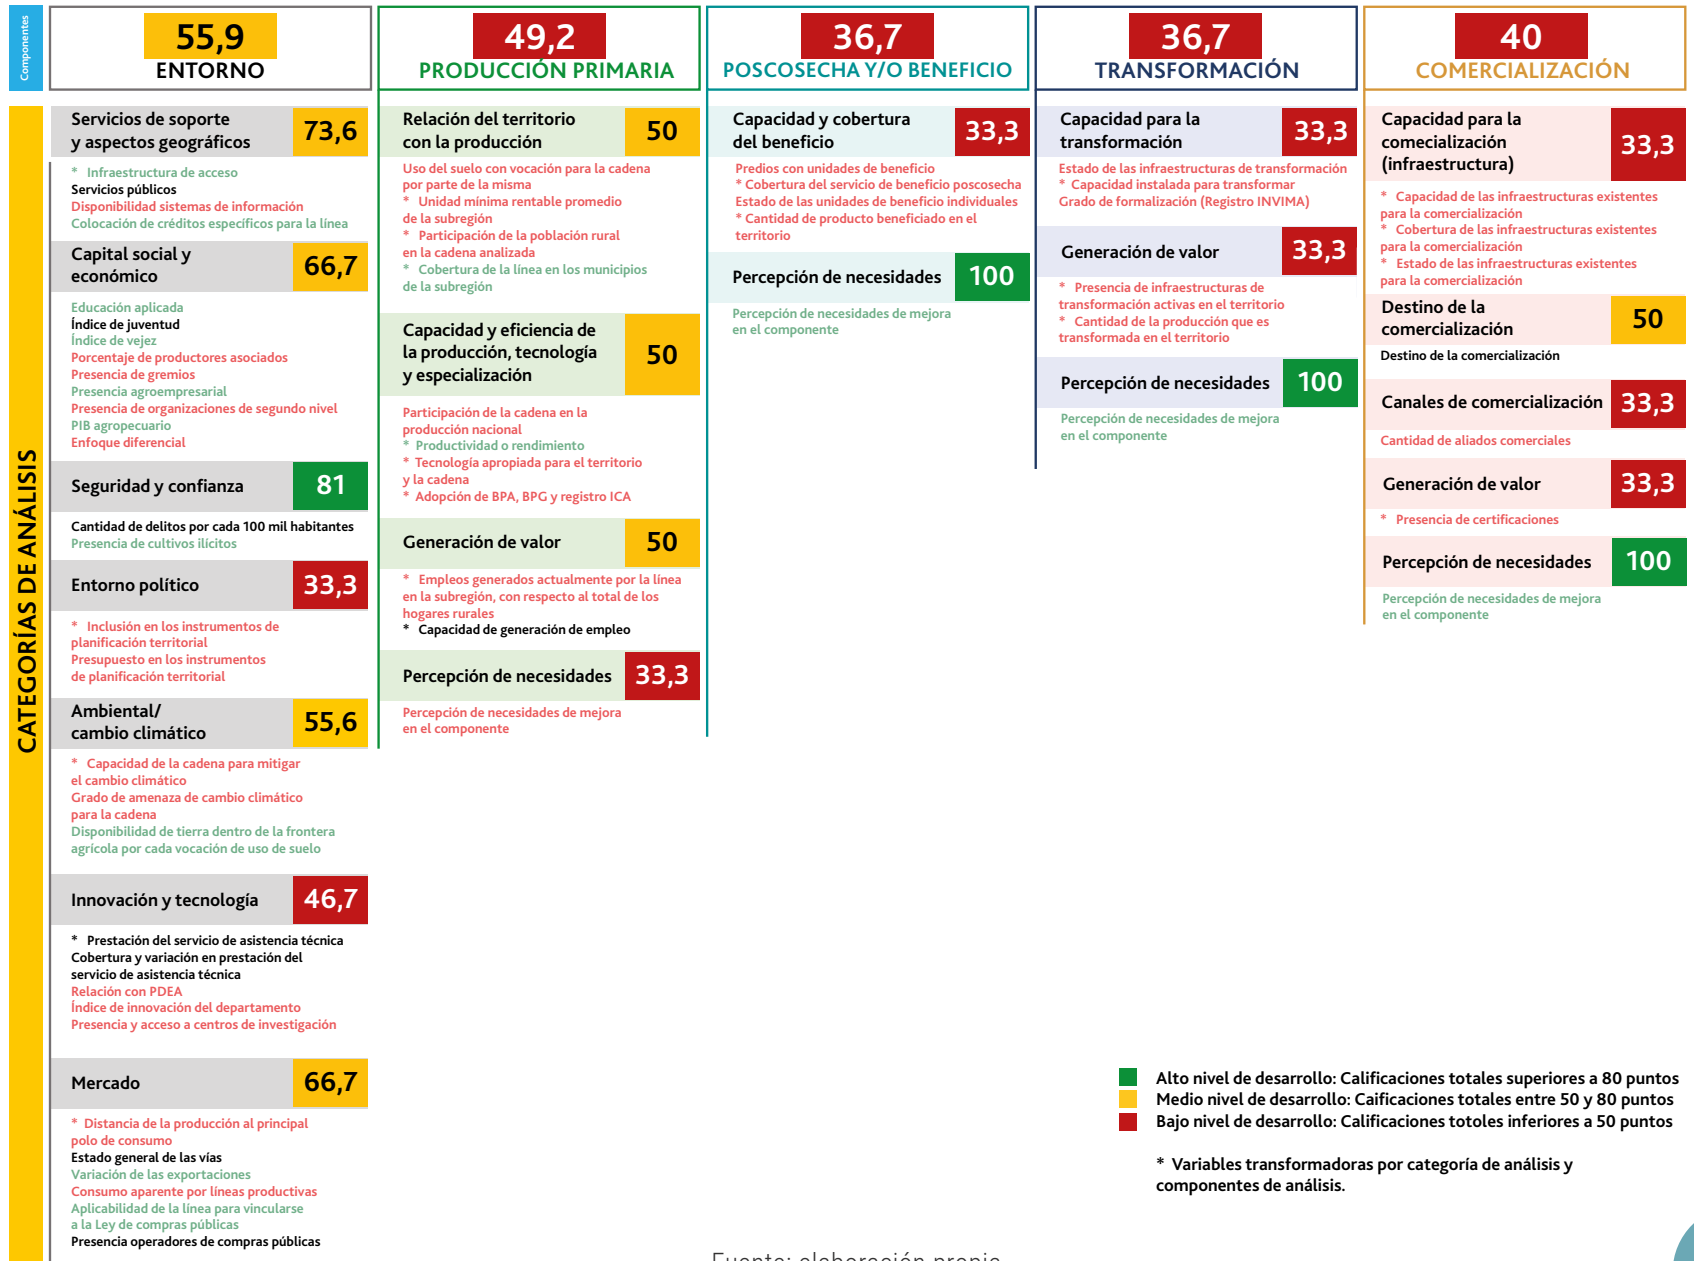 Componentes
55,9
ENTORNO
49,2
PRODUCCIÓN PRIMARIA
36,7
POSCOSECHA Y/O BENEFICIO
36,7
TRANSFORMACIÓN
40
COMERCIALIZACIÓN
CATEGORÍAS DE ANÁLISIS
Servicios de soporte
y aspectos geográficos
73,6
* Infraestructura de acceso
Servicios públicos
Disponibilidad sistemas de información
Colocación de créditos específicos para la línea
Capital social y
económico
66,7
Educación aplicada
Índice de juventud
Índice de vejez
Porcentaje de productores asociados
Presencia de gremios
Presencia agroempresarial
Presencia de organizaciones de segundo nivel
PIB agropecuario
Enfoque diferencial
Seguridad y confianza
81
Cantidad de delitos por cada 100 mil habitantes
Presencia de cultivos ilícitos
Entorno político
33,3
* Inclusión en los instrumentos de
planificación territorial
Presupuesto en los instrumentos
de planificación territorial
Ambiental/
cambio climático
55,6
* Capacidad de la cadena para mitigar
el cambio climático
Grado de amenaza de cambio climático
para la cadena
Disponibilidad de tierra dentro de la frontera
agrícola por cada vocación de uso de suelo
Innovación y tecnología
46,7
* Prestación del servicio de asistencia técnica
Cobertura y variación en prestación del
servicio de asistencia técnica
Relación con PDEA
Índice de innovación del departamento
Presencia y acceso a centros de investigación
Mercado
66,7
* Distancia de la producción al principal
polo de consumo
Estado general de las vías
Variación de las exportaciones
Consumo aparente por líneas productivas
Aplicabilidad de la línea para vincularse
a la Ley de compras públicas
Presencia operadores de compras públicas
Relación del territorio
con la producción
50
Uso del suelo con vocación para la cadena
por parte de la misma
* Unidad mínima rentable promedio
de la subregión
* Participación de la población rural
en la cadena analizada
* Cobertura de la línea en los municipios
de la subregión
Capacidad y eficiencia de
la producción, tecnología
y especialización
50
Participación de la cadena en la
producción nacional
* Productividad o rendimiento
* Tecnología apropiada para el territorio
y la cadena
* Adopción de BPA, BPG y registro ICA
Generación de valor
50
* Empleos generados actualmente por la línea
en la subregión, con respecto al total de los
hogares rurales
* Capacidad de generación de empleo
Percepción de necesidades
33,3
Percepción de necesidades de mejora
en el componente
Capacidad y cobertura
del beneficio
33,3
Predios con unidades de beneficio
* Cobertura del servicio de beneficio poscosecha
Estado de las unidades de beneficio individuales
* Cantidad de producto beneficiado en el
territorio
Percepción de necesidades
100
Percepción de necesidades de mejora
en el componente
Capacidad para la
transformación
33,3
Estado de las infraestructuras de transformación
* Capacidad instalada para transformar
Grado de formalización (Registro INVIMA)
Generación de valor
33,3
* Presencia de infraestructuras de
transformación activas en el territorio
* Cantidad de la producción que es
transformada en el territorio
Percepción de necesidades
100
Percepción de necesidades de mejora
en el componente
Capacidad para la
comecialización
(infraestructura)
33,3
* Capacidad de las infraestructuras existentes
para la comercialización
* Cobertura de las infraestructuras existentes
para la comercialización
* Estado de las infraestructuras existentes
para la comercialización
Destino de la
comercialización
50
Destino de la comercialización
Canales de comercialización
33,3
Cantidad de aliados comerciales
Generación de valor
33,3
* Presencia de certificaciones
Percepción de necesidades
100
Percepción de necesidades de mejora
en el componente
Alto nivel de desarrollo: Calificaciones totales superiores a 80 puntos
Medio nivel de desarrollo: Caificaciones totales entre 50 y 80 puntos
Bajo nivel de desarrollo: Calificaciones totoles inferiores a 50 puntos
* Variables transformadoras por categoría de análisis y
componentes de análisis.
Fuente: elaboración propia